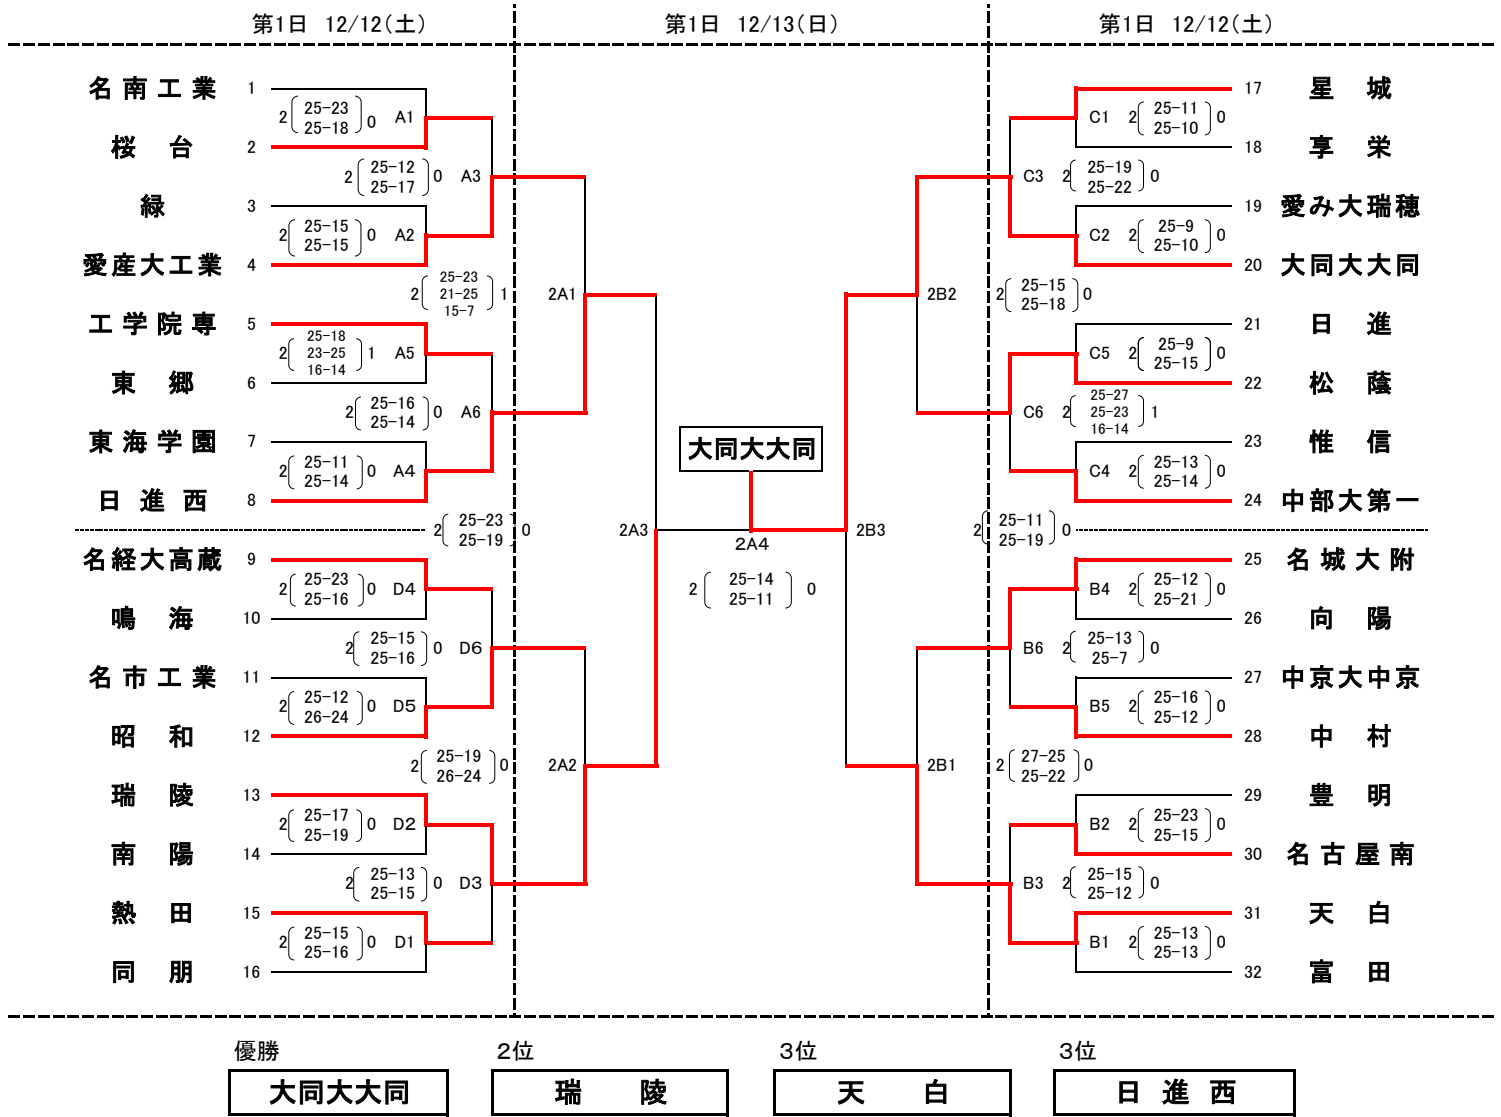 第1日 12/12(土) 第1日 12/13(日) 第1日 12/12(土)
名南工業 1 17 星城
2 25-23 25-18 0 A1 C1 2 25-11 25-10 0
桜台 2 18 享栄
2 25-12 25-17 0 A3 C3 2 25-19 25-22 0
緑 3 19 愛み大瑞穂
2 25-15 25-15 0 A2 C2 2 25-9 25-10 0
愛産大工業 4 20 大同大大同
2 25-23 21-25 15-7 1 2A1 2B2 2 25-15 25-18 0
工学院専 5 21 日進
2 25-18 23-25 16-14 1 A5 C5 2 25-9 25-15 0
東郷 6 22 松蔭
2 25-16 25-14 0 A6 C6 2 25-27 25-23 16-14 1
東海学園 7 23 惟信
大同大大同
2 25-11 25-14 0 A4 C4 2 25-13 25-14 0
日進西 8 24 中部大第一
2 25-23 25-19 0 2A3 2A4 2B3 2 25-11 25-19 0
名経大高蔵 9 25 名城大附
2 25-23 25-16 0 D4 2 25-14 25-11 0 B4 2 25-12 25-21 0
鳴海 10 26 向陽
2 25-15 25-16 0 D6 B6 2 25-13 25-7 0
名市工業 11 27 中京大中京
2 25-12 26-24 0 D5 B5 2 25-16 25-12 0
昭和 12 28 中村
2 25-19 26-24 0 2A2 2B1 2 27-25 25-22 0
瑞陵 13 29 豊明
2 25-17 25-19 0 D2 B2 2 25-23 25-15 0
南陽 14 30 名古屋南
2 25-13 25-15 0 D3 B3 2 25-15 25-12 0
熱田 15 31 天白
2 25-15 25-16 0 D1 B1 2 25-13 25-13 0
同朋 16 32 富田
優勝 2位 3位 3位
大同大大同 瑞陵 天白 日進西